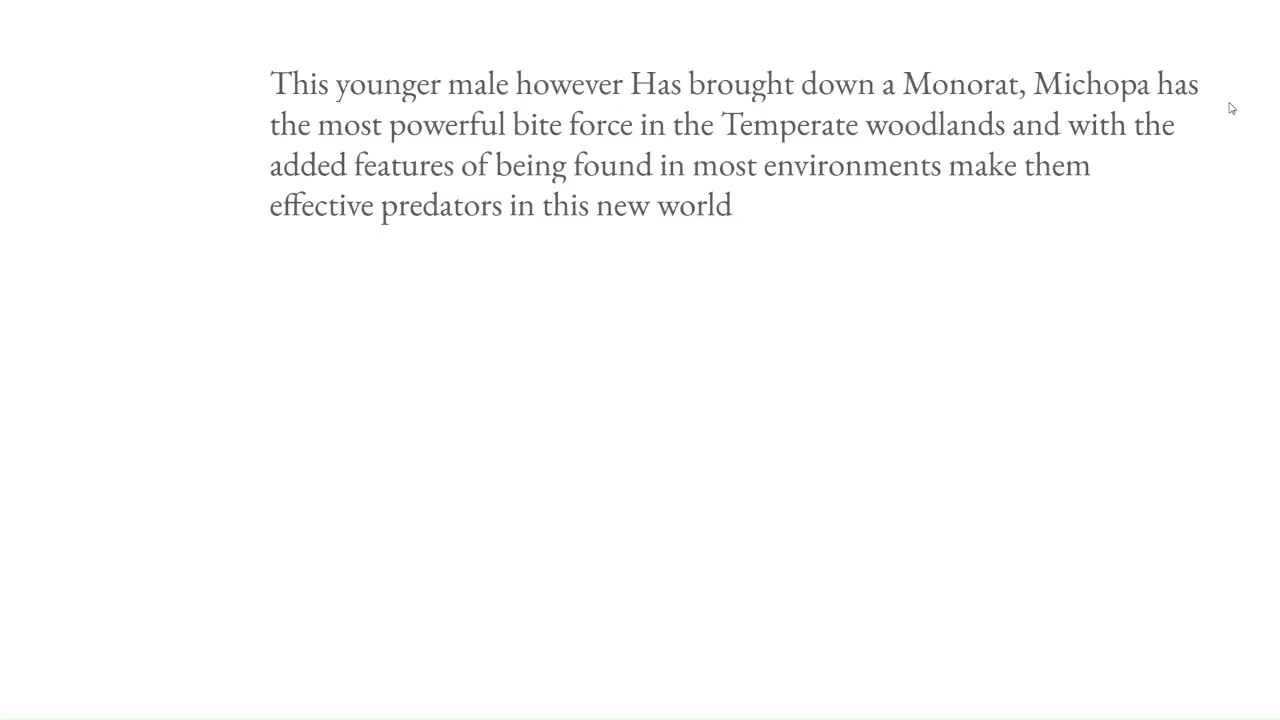 This younger male however Has brought down a Monorat, Michopa has
the most powerful bite force in the Temperate woodlands and with the
added features of being found in most environments make them
effective predators in this new world